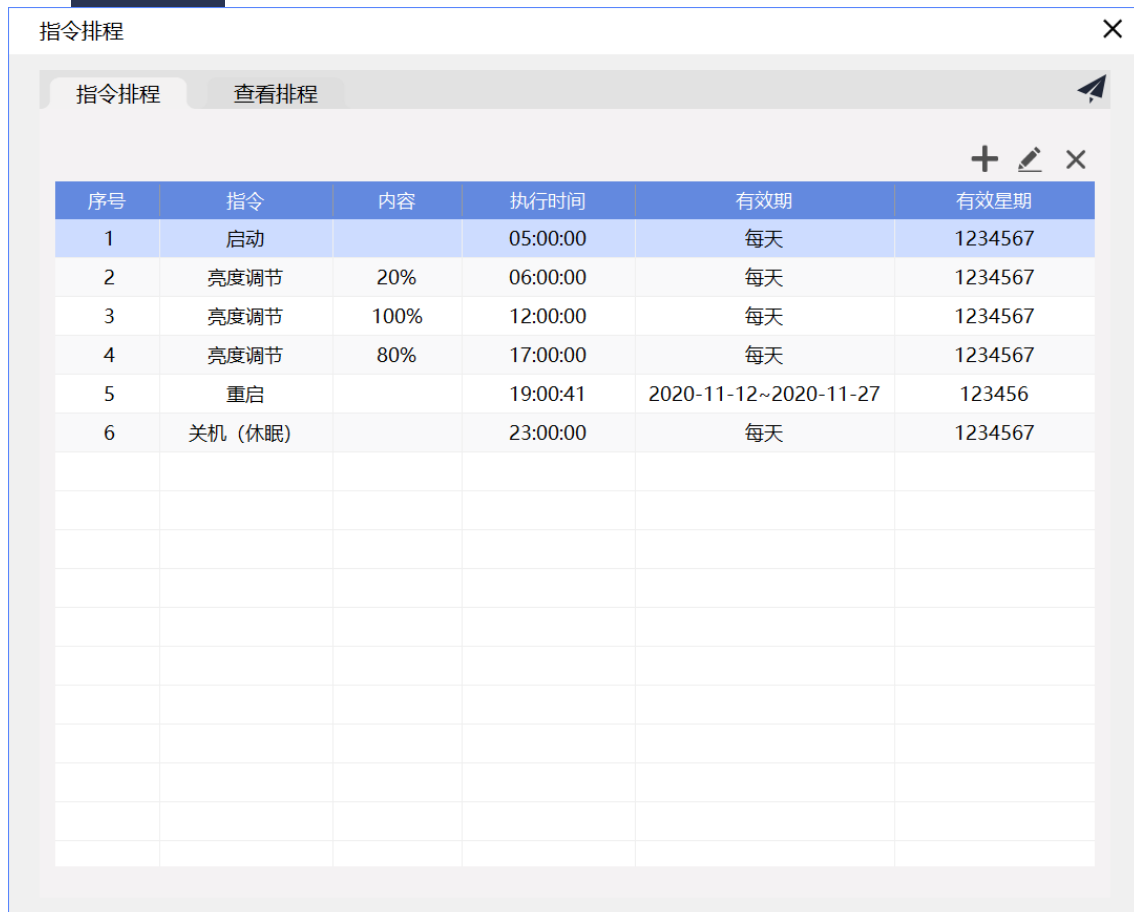 指令排程
指令排程 查看排程
序号 指令 内容 执行时间 有效期 有效星期
1 启动 05:00:00 每天 1234567
2 亮度调节 20% 06:00:00 每天 1234567
3 亮度调节 100% 12:00:00 每天 1234567
4 亮度调节 80% 17:00:00 每天 1234567
5 重启 19:00:41 2020-11-12~2020-11-27 123456
6 关机（休眠） 23:00:00 每天 1234567